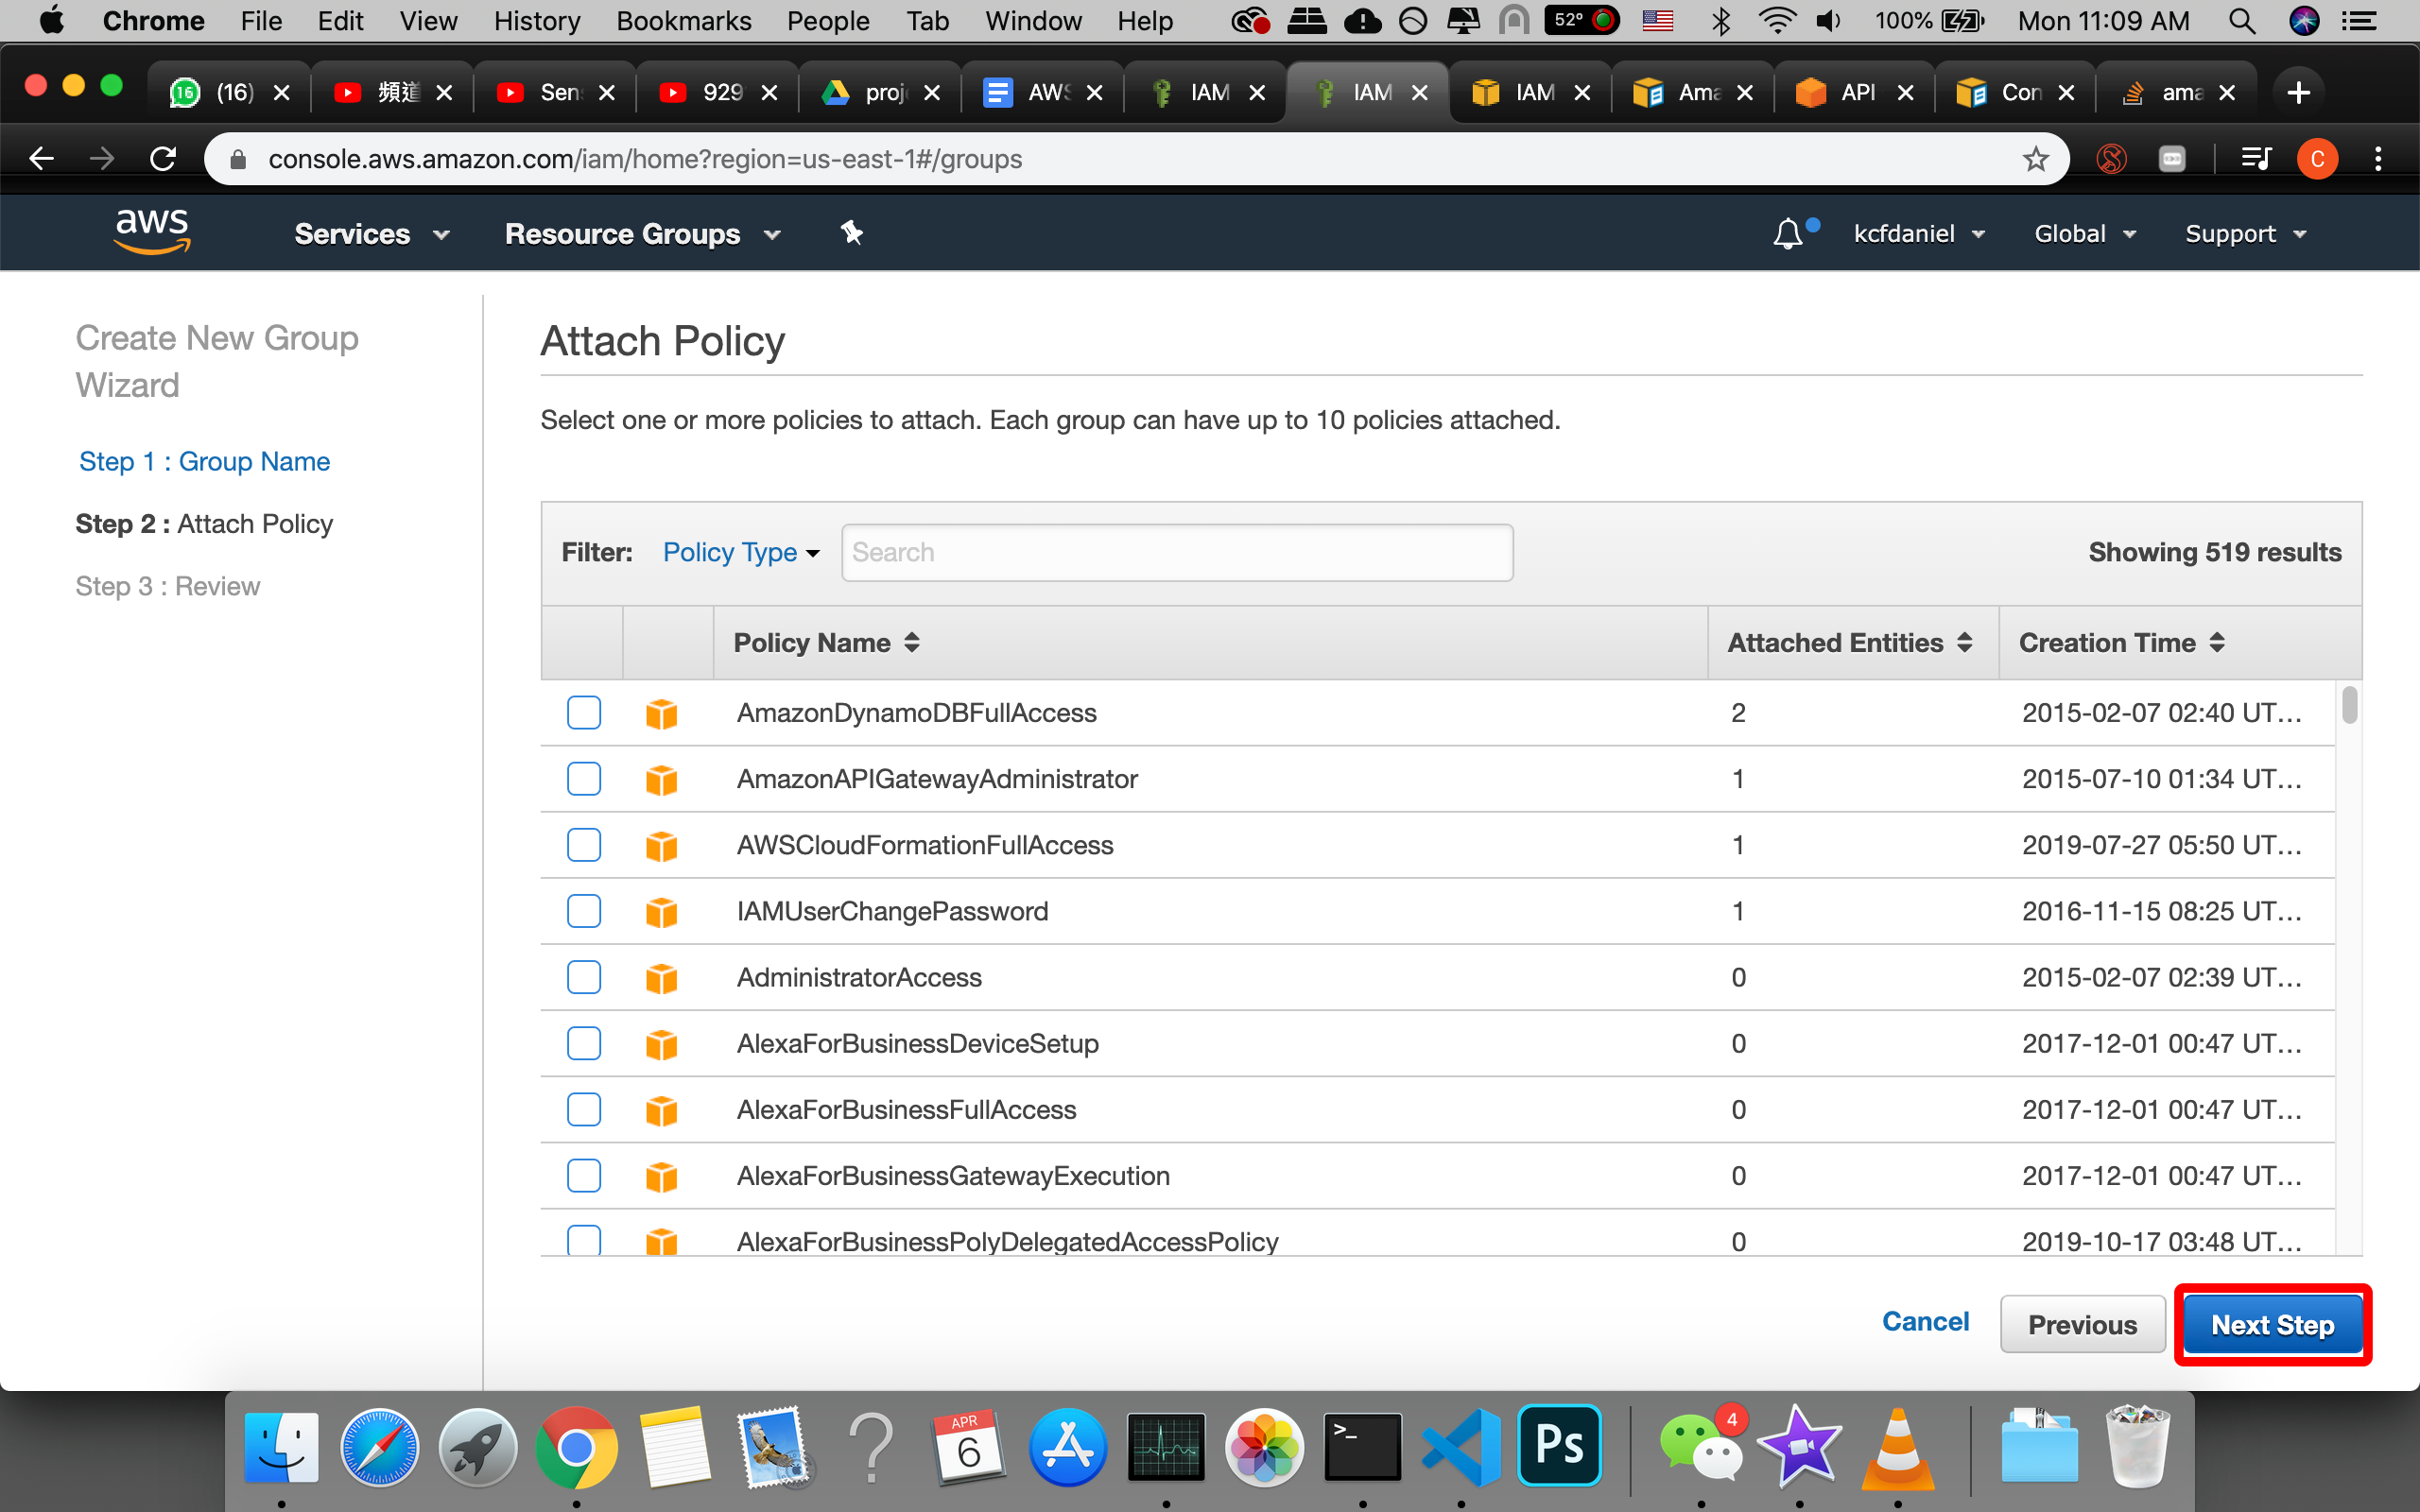 Chrome File Edit View History Bookmarks People Tab Window Help 52° 100% Mon 11:09 AM
16 (16) 頻道 Sen 929 proj AWS IAM IAM IAM Ama API Con ama
console.aws.amazon.com/iam/home?region=us-east-1#/groups C
aws Services Resource Groups kcfdaniel Global Support
Create New Group
Wizard
Step 1 : Group Name
Step 2 : Attach Policy
Step 3 : Review
Attach Policy
Select one or more policies to attach. Each group can have up to 10 policies attached.
Filter: Policy Type Search Showing 519 results
Policy Name Attached Entities Creation Time
AmazonDynamoDBFullAccess 2 2015-02-07 02:40 UT…
AmazonAPIGatewayAdministrator 1 2015-07-10 01:34 UT…
AWSCloudFormationFullAccess 1 2019-07-27 05:50 UT…
IAMUserChangePassword 1 2016-11-15 08:25 UT…
AdministratorAccess 0 2015-02-07 02:39 UT…
AlexaForBusinessDeviceSetup 0 2017-12-01 00:47 UT…
AlexaForBusinessFullAccess 0 2017-12-01 00:47 UT…
AlexaForBusinessGatewayExecution 0 2017-12-01 00:47 UT…
AlexaForBusinessPolyDelegatedAccessPolicy 0 2019-10-17 03:48 UT…
Cancel Previous Next Step
APR
6
>_
Ps
4